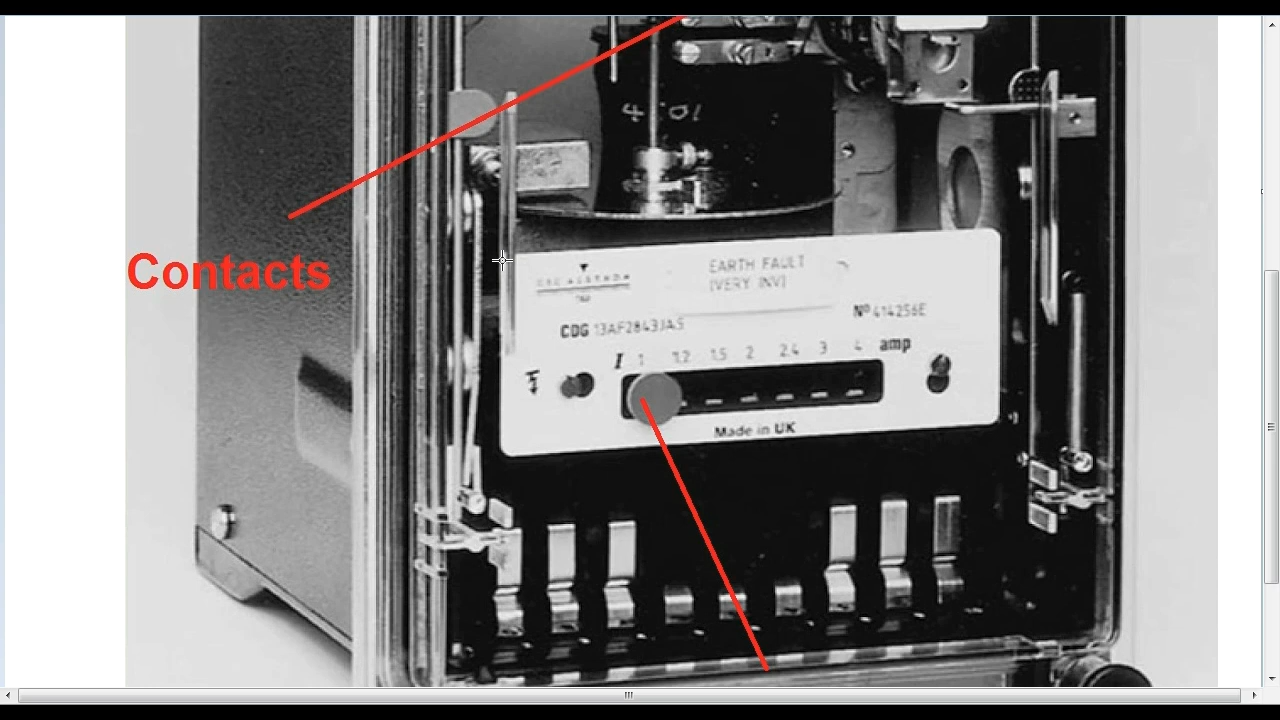 Contacts
EARTH FAULT
(VERY INV)
Nº 414256E
CDG 13AF2843JA5
I 1 1.2 1.5 2 2.4 3 4 amp
Made in UK